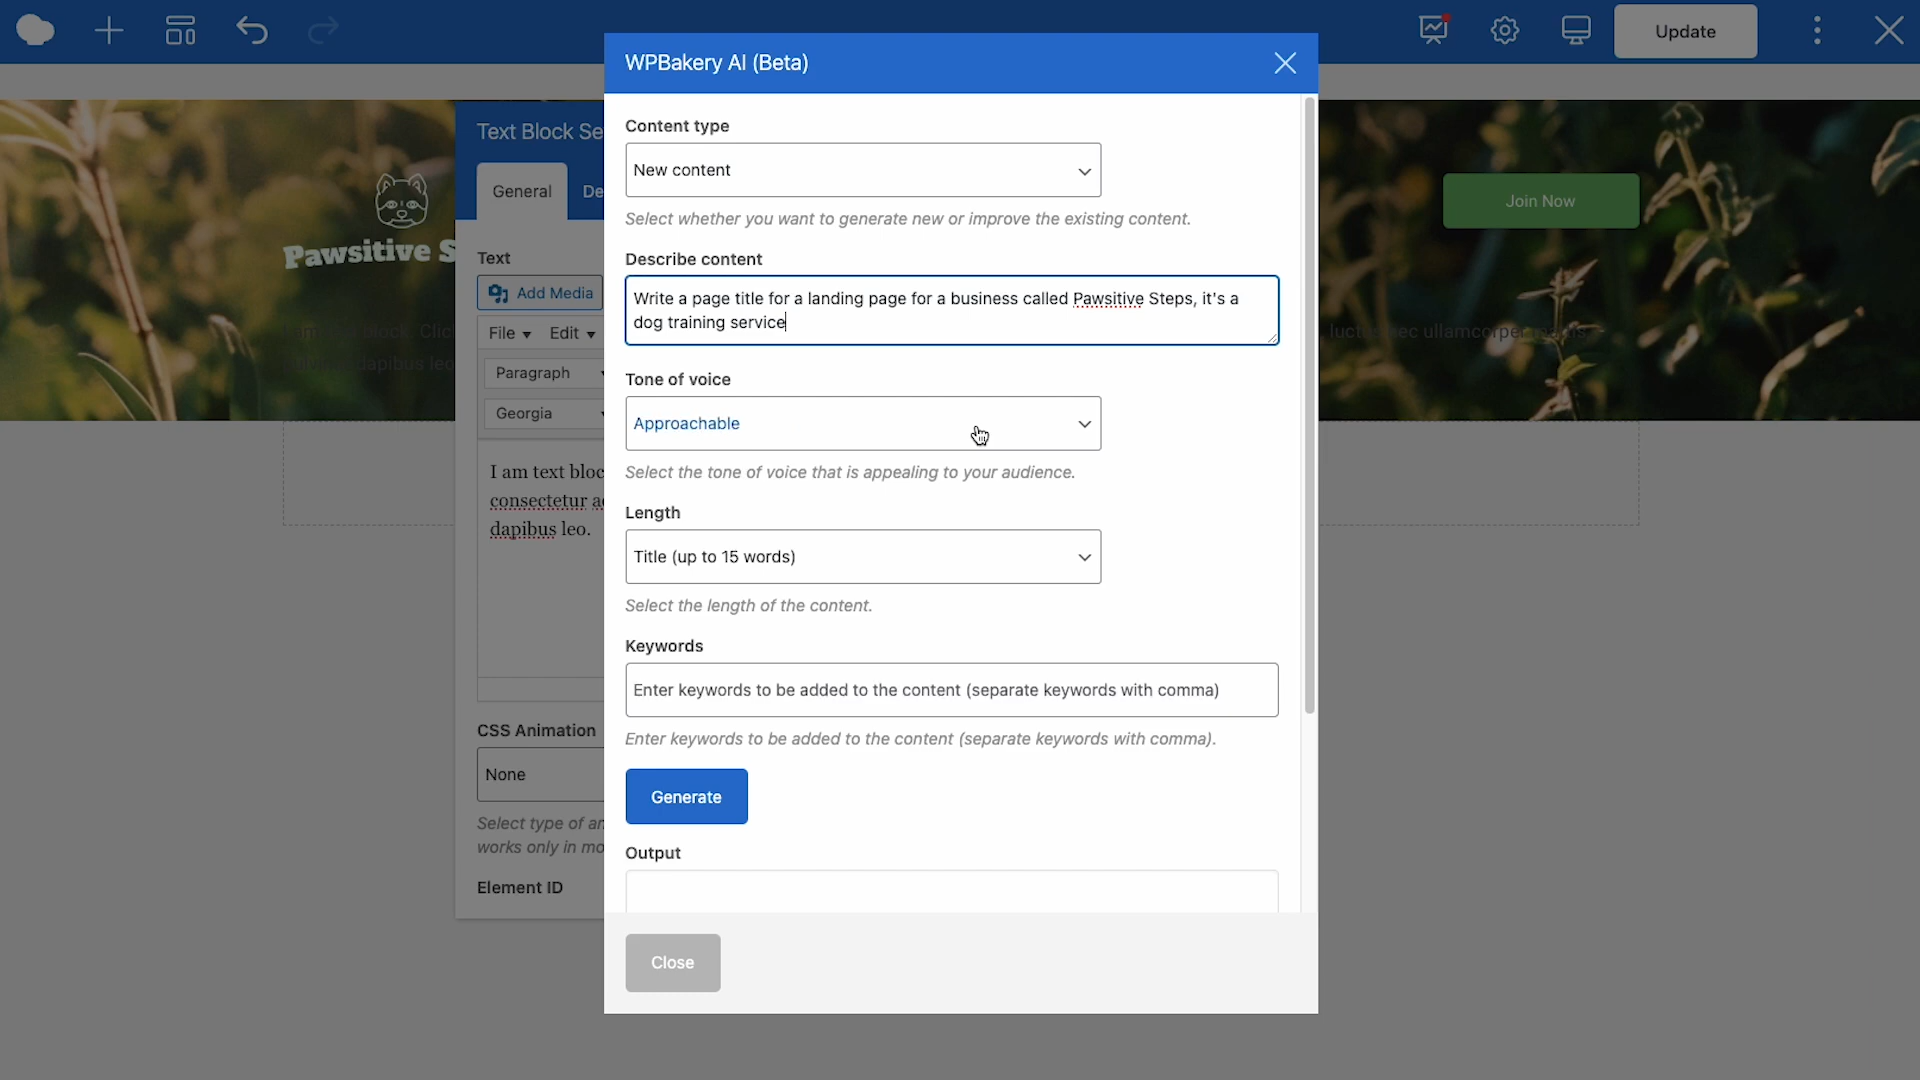 Update
WPBakery AI (Beta)
Text Block Se
Content type
General
De
New content
Join Now
Select whether you want to generate new or improve the existing content.
Pawsitive S
Text
Describe content
Add Media
Write a page title for a landing page for a business called Pawsitive Steps, it's a
dog training service
File
Edit
block. Clic
ullamcorper
dapibus leo
Tone of voice
Paragraph
Georgia
Approachable
I am text bloc
consectetur a
dapibus leo.
Select the tone of voice that is appealing to your audience.
Length
Title (up to 15 words)
Select the length of the content.
Keywords
Enter keywords to be added to the content (separate keywords with comma)
Enter keywords to be added to the content (separate keywords with comma).
CSS Animation
None
Select type of an
works only in mo
Generate
Output
Element ID
Close